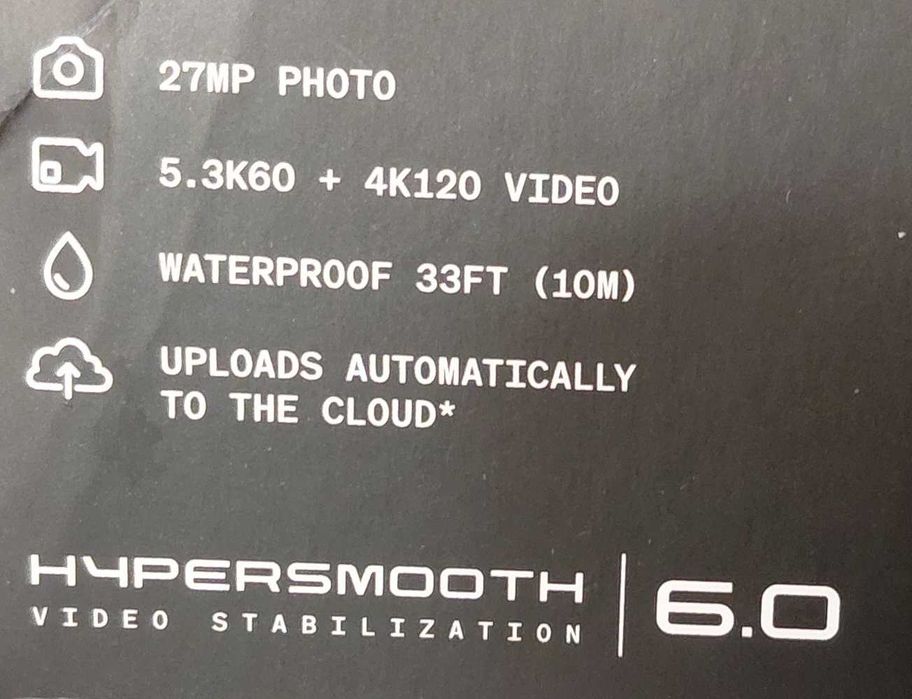 27MP PHOTO
5.3K60 + 4K120 VIDEO
WATERPROOF 33FT (10M)
UPLOADS AUTOMATICALLY
TO THE CLOUD*
HYPERSMOOTH | 6.0
VIDEO STABILIZATION